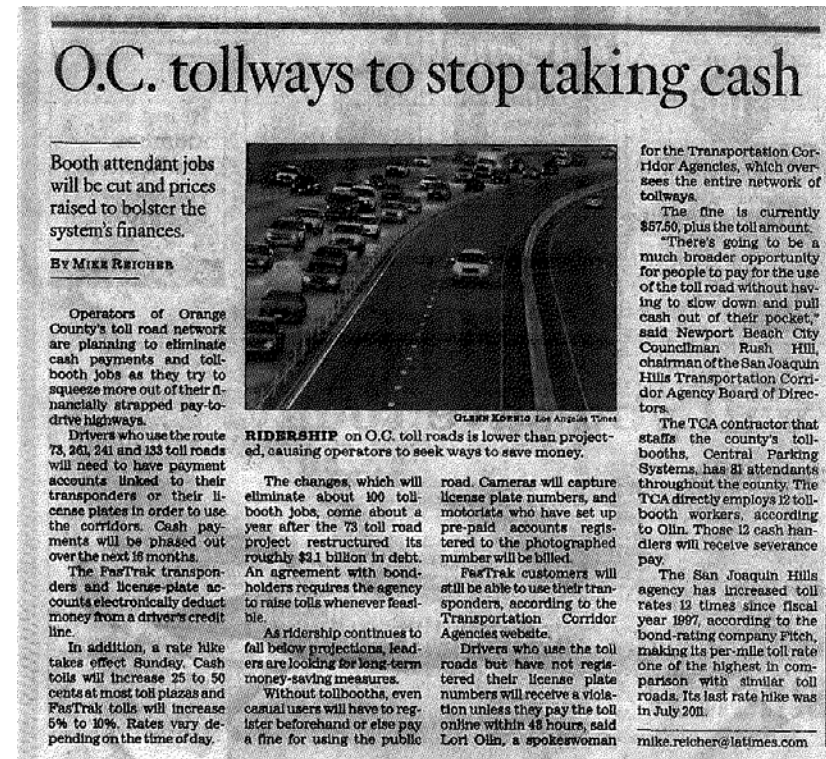 O.C. tollways to stop taking cash
Booth attendant jobs
will be cut and prices
raised to bolster the
system's finances.
BY MIKE REICHER
Operators of Orange
County's toll road network
are planning to eliminate
cash payments and toll-
booth jobs as they try to
squeeze more out of their fi-
nancially strapped pay-to-
drive highways.
Drivers who use the route
73, 261, 241 and 133 toll roads
will need to have payment
accounts linked to their
transponders or their li-
cense plates in order to use
the corridors. Cash pay-
ments will be phased out
over the next 16 months.
The FasTrak transpon-
ders and license-plate ac-
counts electronically deduct
money from a driver's credit
line.
In addition, a rate hike
takes effect Sunday. Cash
tolls will increase 25 to 50
cents at most toll plazas and
FasTrak tolls will increase
5% to 10%. Rates vary de-
pending on the time of day.
GLENN KOENIG Los Angeles Times
RIDERSHIP on O.C. toll roads is lower than project-
ed, causing operators to seek ways to save money.
The changes, which will
eliminate about 100 toll-
booth jobs, come about a
year after the 73 toll road
project restructured its
roughly $2.1 billion in debt.
An agreement with bond-
holders requires the agency
to raise tolls whenever feasi-
ble.
As ridership continues to
fall below projections, lead-
ers are looking for long-term
money-saving measures.
Without tollbooths, even
casual users will have to reg-
ister beforehand or else pay
a fine for using the public
road. Cameras will capture
license plate numbers, and
motorists who have set up
pre-paid accounts regis-
tered to the photographed
number will be billed.
FasTrak customers will
still be able to use their tran-
sponders, according to the
Transportation Corridor
Agencies website.
Drivers who use the toll
roads but have not regis-
tered their license plate
numbers will receive a viola-
tion unless they pay the toll
online within 48 hours, said
Lori Olin, a spokeswoman
for the Transportation Cor-
ridor Agencies, which over-
sees the entire network of
tollways.
The fine is currently
$57.50, plus the toll amount.
"There's going to be a
much broader opportunity
for people to pay for the use
of the toll road without hav-
ing to slow down and pull
cash out of their pocket,"
said Newport Beach City
Councilman Rush Hill,
chairman of the San Joaquin
Hills Transportation Corri-
dor Agency Board of Direc-
tors.
The TCA contractor that
staffs the county's toll-
booths, Central Parking
Systems, has 81 attendants
throughout the county. The
TCA directly employs 12 toll-
booth workers, according
to Olin. Those 12 cash han-
dlers will receive severance
pay.
The San Joaquin Hills
agency has increased toll
rates 12 times since fiscal
year 1997, according to the
bond-rating company Fitch,
making its per-mile toll rate
one of the highest in com-
parison with similar toll
roads. Its last rate hike was
in July 2011.
mike.reicher@latimes.com